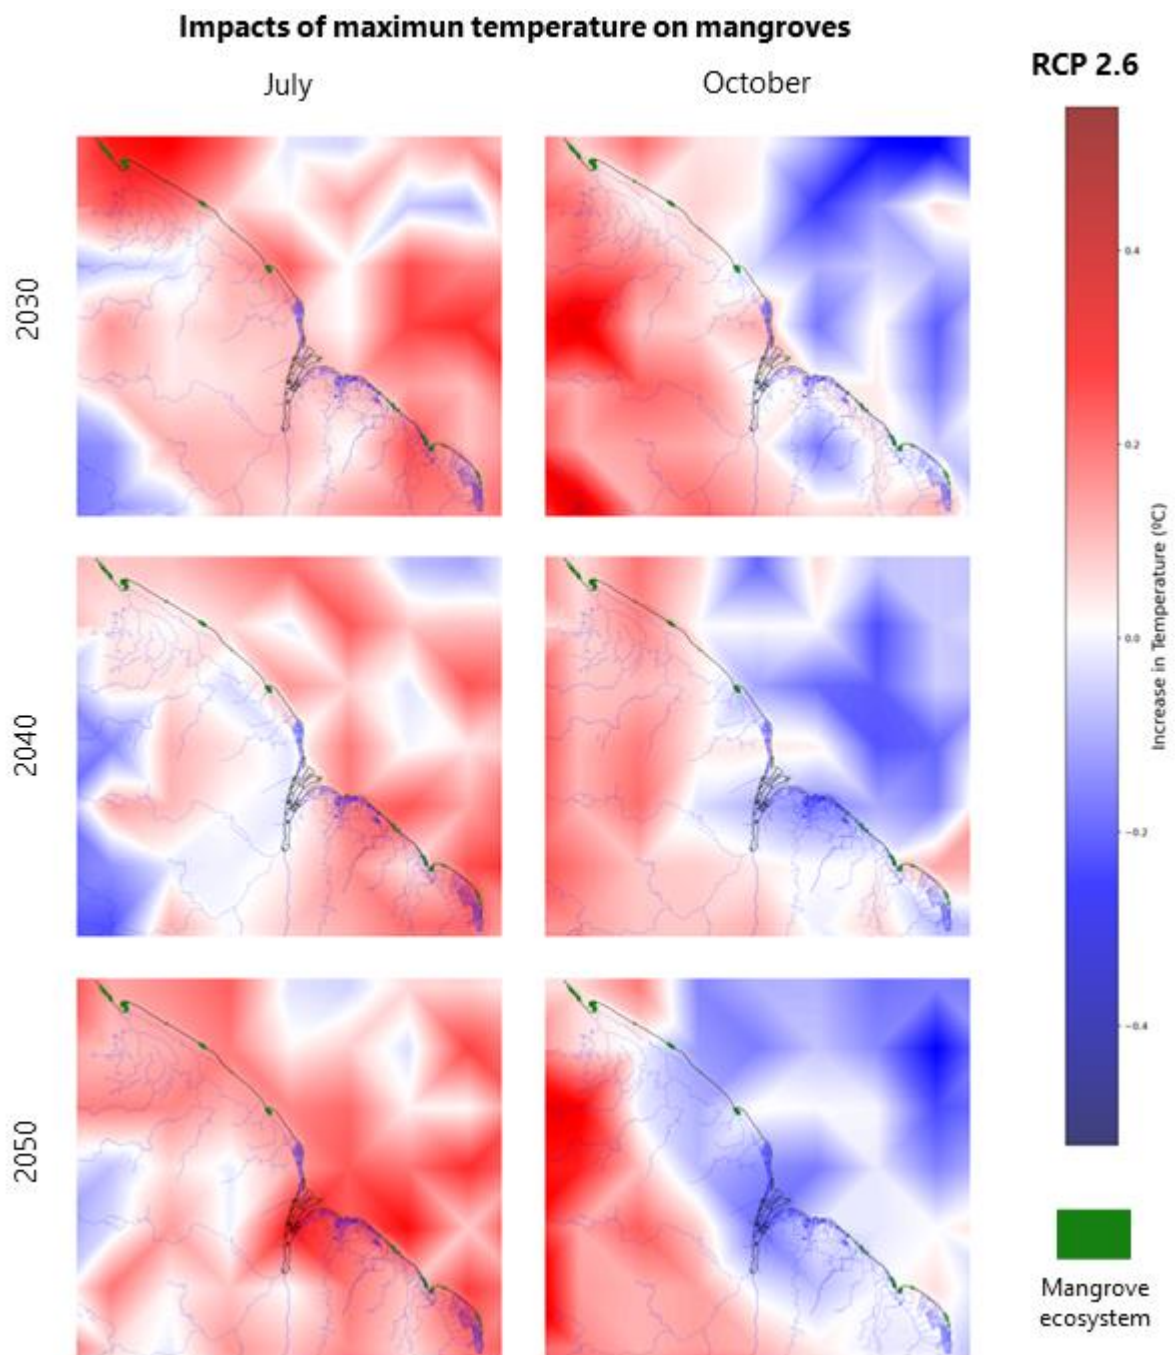 Impacts of maximun temperature on mangroves
RCP 2.6
July
October
2030
2040
2050
0.4
0.2
0.0
−0.2
−0.4
Increase in Temperature (ºC)
Mangrove
ecosystem